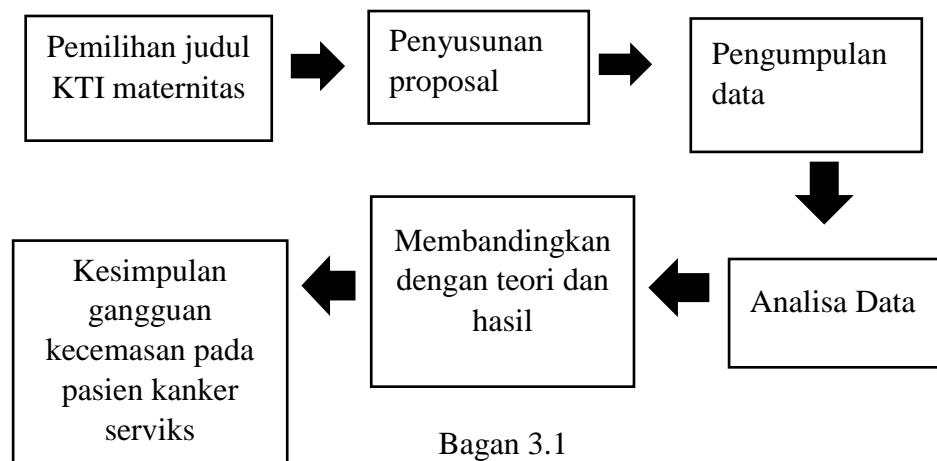 Pemilihan judul
KTI maternitas
Penyusunan
proposal
Pengumpulan
data
Analisa Data
Membandingkan
dengan teori dan
hasil
Kesimpulan
gangguan
kecemasan pada
pasien kanker
serviks
Bagan 3.1